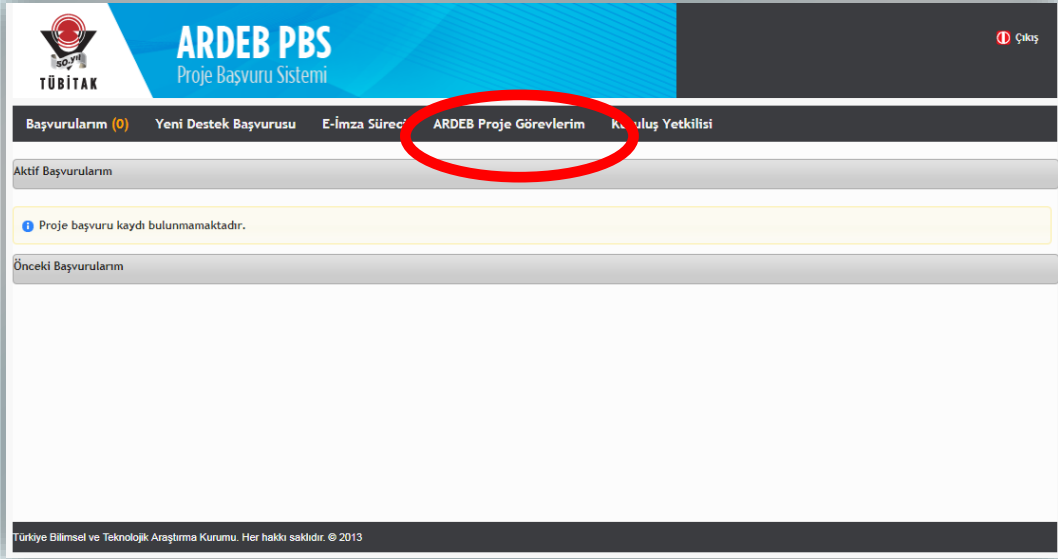 50.yıl
TÜBİTAK
ARDEB PBS
Proje Başvuru Sistemi
Çıkış
Başvurularım (0) Yeni Destek Başvurusu E-İmza Süreci ARDEB Proje Görevlerim Kuruluş Yetkilisi
Aktif Başvurularım
Proje başvuru kaydı bulunmamaktadır.
Önceki Başvurularım
Türkiye Bilimsel ve Teknolojik Araştırma Kurumu. Her hakkı saklıdır. © 2013